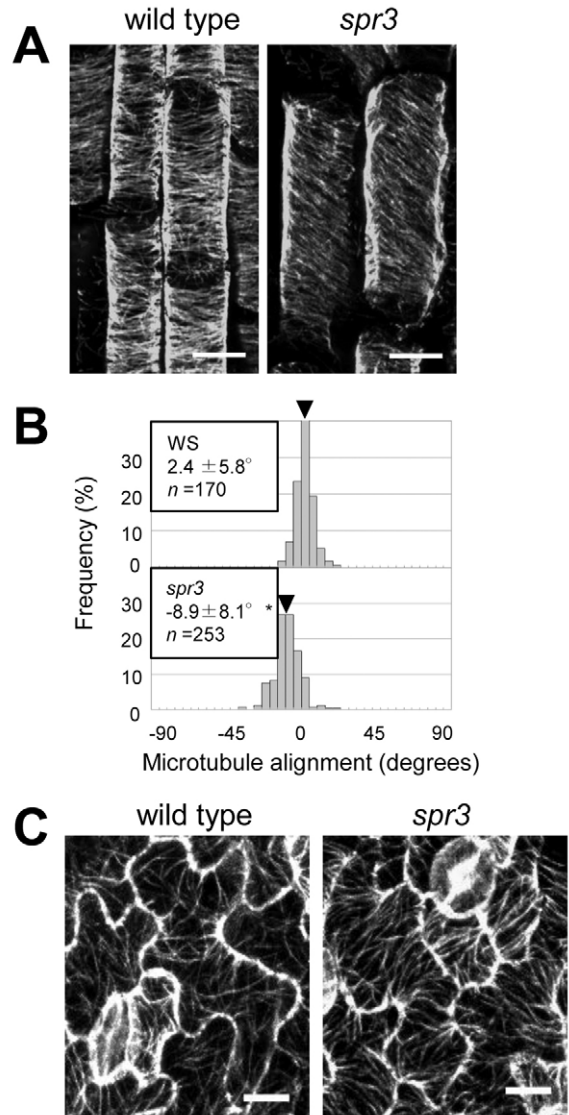 wild type
spr3
A
B
WS
2.4 ±5.8°
n =170
30
20
10
0
Frequency (%)
spr3
-8.9±8.1° *
n =253
30
20
10
0
-90 -45 0 45 90
Microtubule alignment (degrees)
C
wild type
spr3